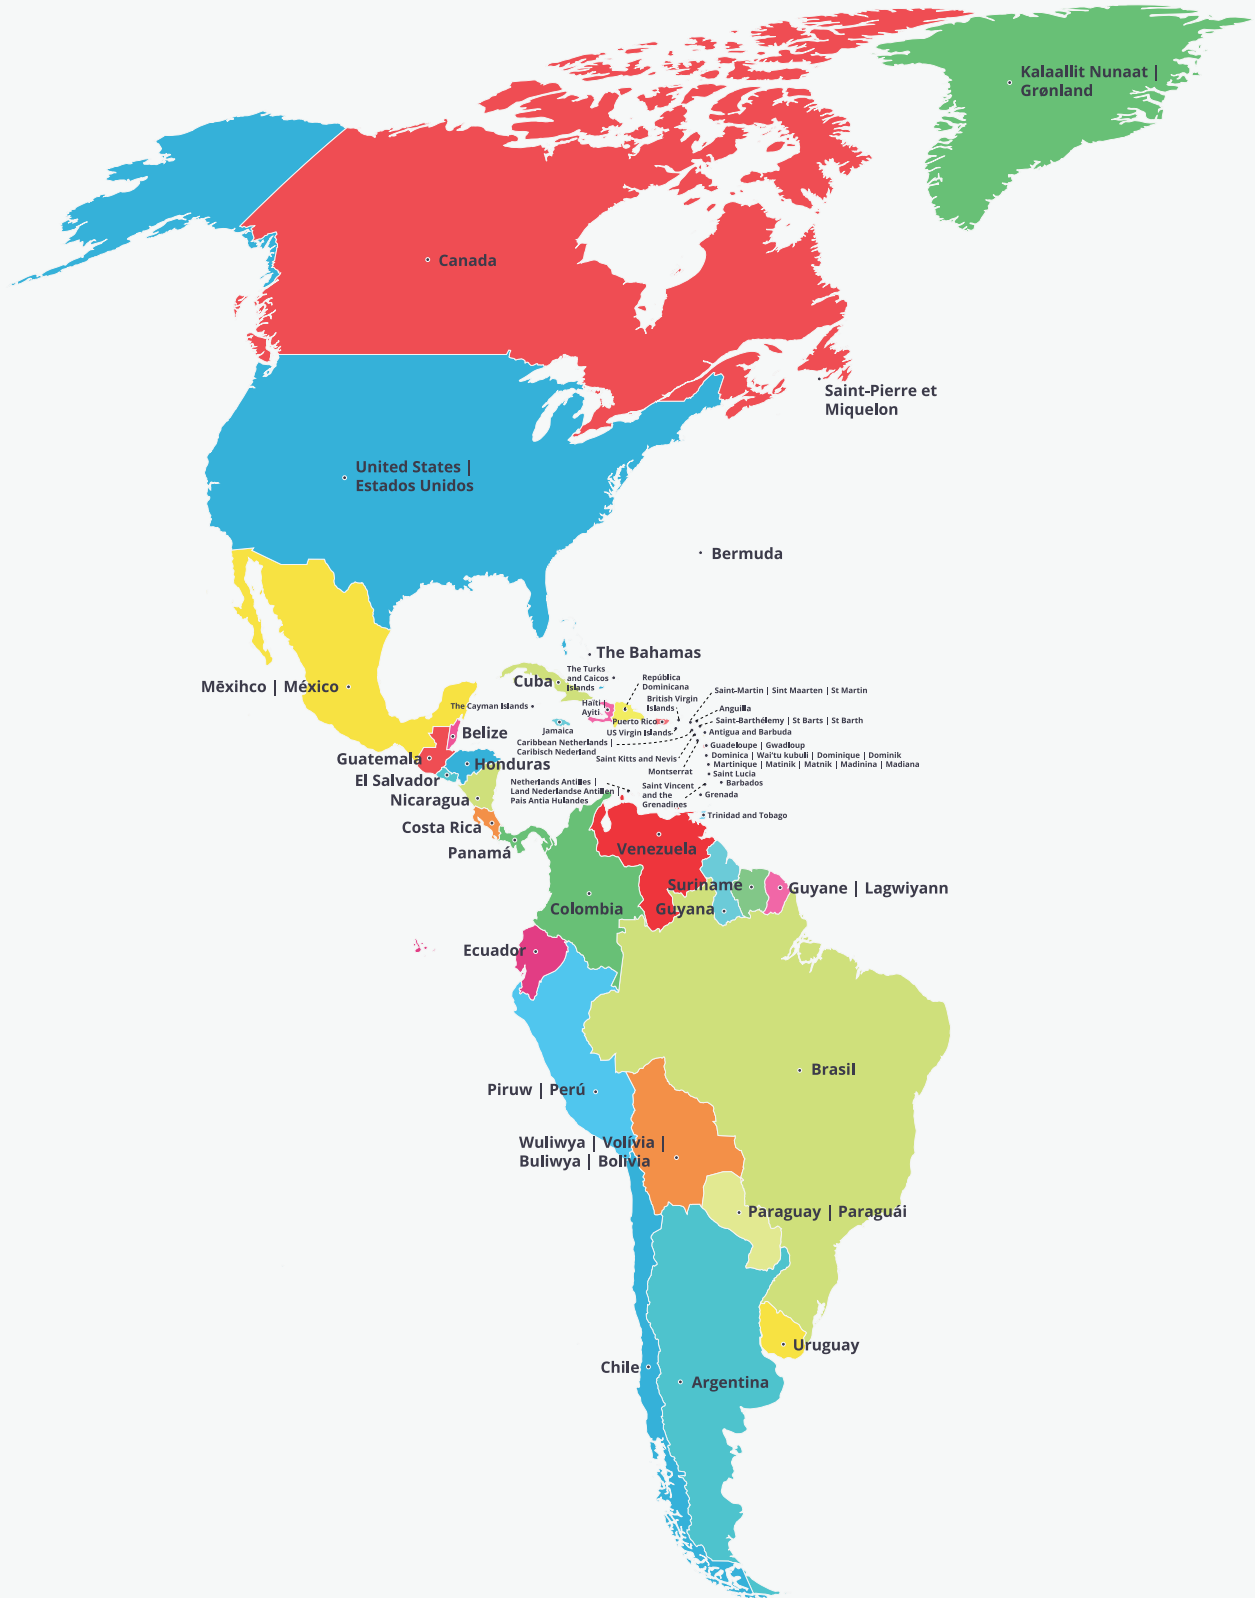 Kalaallit Nunaat |
Grønland
Canada
Saint-Pierre et
Miquelon
United States |
Estados Unidos
Bermuda
The Bahamas
The Turks
and Caicos
Islands
Cuba
República
Dominicana
Mēxihco | México
Saint-Martin | Sint Maarten | St Martin
British Virgin
Islands
The Cayman Islands
Haïti |
Ayiti
Anguilla
Puerto Rico
Saint-Barthélemy | St Barts | St Barth
Jamaica
US Virgin Islands
Antigua and Barbuda
Belize
Caribbean Netherlands |
Caribisch Nederland
Guadeloupe | Gwadloup
Guatemala
Saint Kitts and Nevis
Dominica | Wai'tu kubuli | Dominique | Dominik
Honduras
Martinique | Matinik | Matnik | Madinina | Madiana
Montserrat
Saint Lucia
El Salvador
Netherlands Antilles |
Land Nederlandse Antillen |
Pais Antia Hulandes
Saint Vincent
and the
Grenadines
Barbados
Grenada
Nicaragua
Trinidad and Tobago
Costa Rica
Panamá
Venezuela
Suriname
Guyane | Lagwiyann
Colombia
Guyana
Ecuador
Brasil
Piruw | Perú
Wuliwya | Volívia |
Buliwya | Bolivia
Paraguay | Paraguái
Uruguay
Chile
Argentina